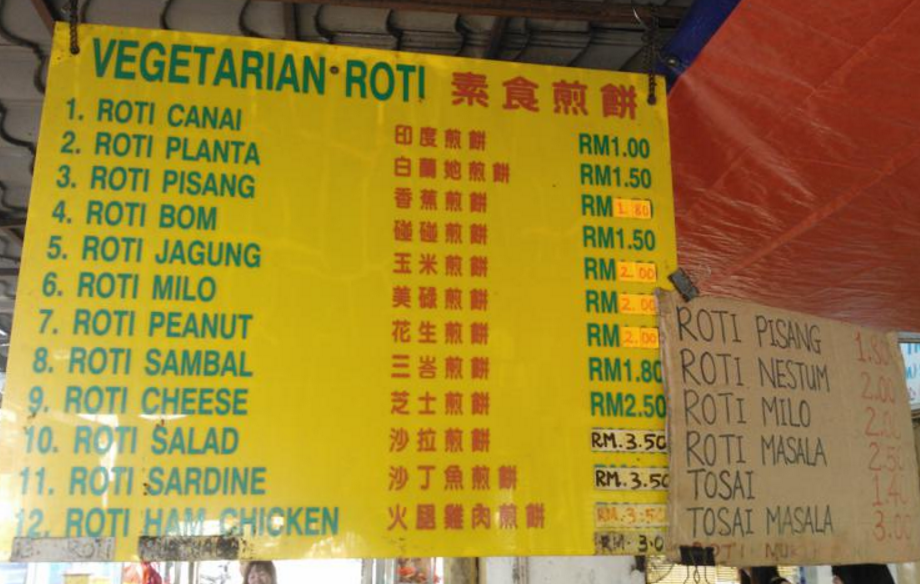 VEGETARIAN ROTI 素食煎餅
1. ROTI CANAI 印度煎餅 RM1.00
2. ROTI PLANTA 白蘭她煎餅 RM1.50
3. ROTI PISANG 香蕉煎餅 RM1.80
4. ROTI BOM 碰碰煎餅 RM1.50
5. ROTI JAGUNG 玉米煎餅 RM2.00
6. ROTI MILO 美碌煎餅 RM2.00
7. ROTI PEANUT 花生煎餅 RM2.00
8. ROTI SAMBAL 三峇煎餅 RM1.80
9. ROTI CHEESE 芝士煎餅 RM2.50
10. ROTI SALAD 沙拉煎餅 RM.3.50
11. ROTI SARDINE 沙丁魚煎餅 RM.3.50
12. ROTI HAM CHICKEN 火腿雞肉煎餅 RM.3.50
13. ROTI
ROTI PISANG 1.80
ROTI NESTUM 2.00
ROTI MILO 2.00
ROTI MASALA 2.50
TOSAI 1.40
TOSAI MASALA 3.00
ROTI